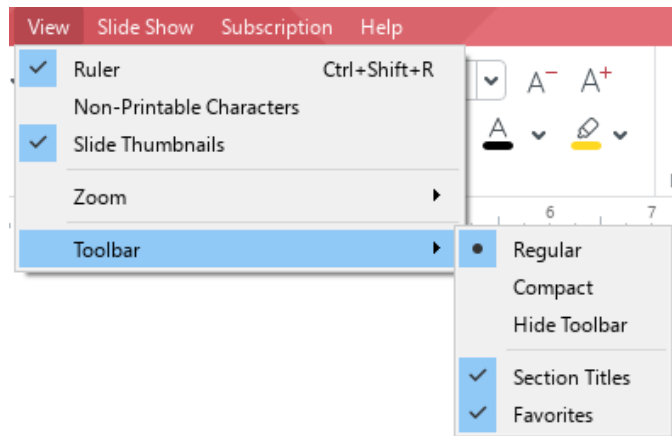 View Slide Show Subscription Help
Ruler Ctrl+Shift+R
Non-Printable Characters
Slide Thumbnails
Zoom
Toolbar
A− A+
A
6 7
Regular
Compact
Hide Toolbar
Section Titles
Favorites